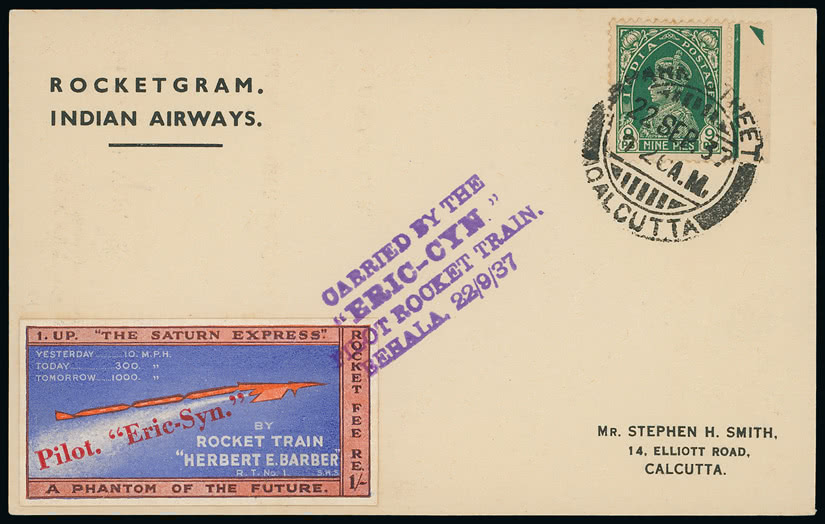 ROCKETGRAM.
INDIAN AIRWAYS.
INDIA POSTAGE
9 9
NINE PIES
STREET
22 SEP. 37
A.M.
CALCUTTA
CARRIED BY THE
"ERIC-CYN."
PILOT ROCKET TRAIN.
BEHALA, 22/9/37
1. UP. "THE SATURN EXPRESS".
YESTERDAY........10. M.P.H.
TODAY........300. "
TOMORROW....1000. "
Pilot. "Eric-Syn."
BY
ROCKET TRAIN
"HERBERT E. BARBER"
R. T. No. 1. S.H.S
A PHANTOM OF THE FUTURE.
ROCKET FEE RE.
1/-
MR. STEPHEN H. SMITH,
14, ELLIOTT ROAD,
CALCUTTA.